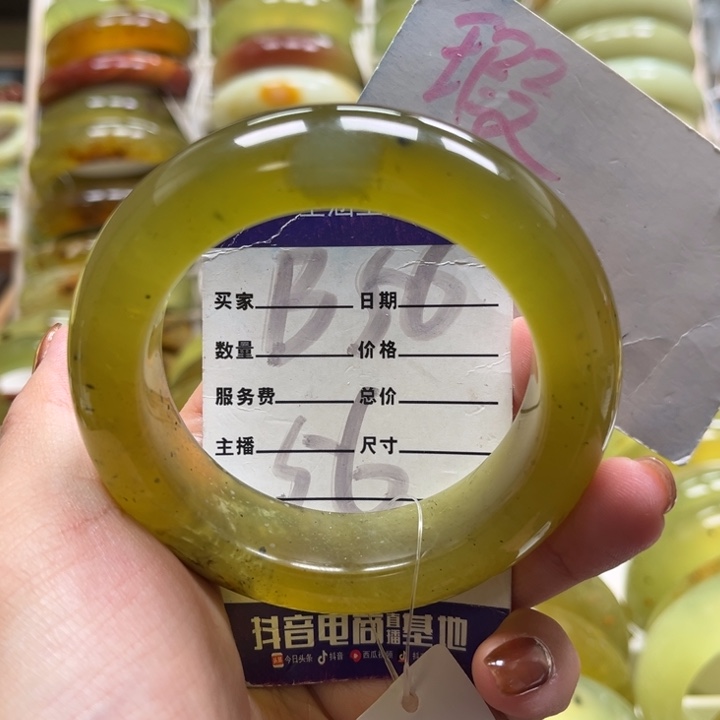 瑕
B 56
买家 日期
数量 价格
服务费 总价
主播 尺寸
56
抖音电商直播基地
今日头条 抖音 西瓜视频